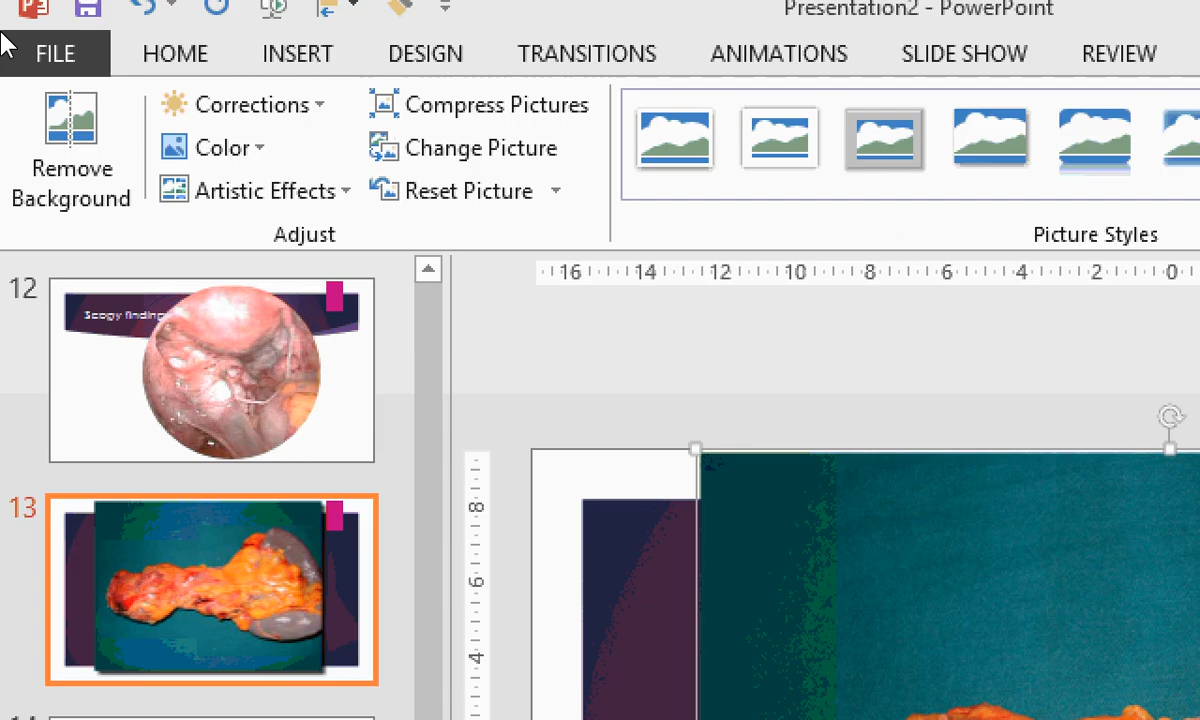 Presentation2 - PowerPoint
FILE HOME INSERT DESIGN TRANSITIONS ANIMATIONS SLIDE SHOW REVIEW
Remove
Background
Corrections
Color
Artistic Effects
Compress Pictures
Change Picture
Reset Picture
Adjust
Picture Styles
16 14 12 10 8 6 4 2 0
12
Scopy finding
13
8
6
4